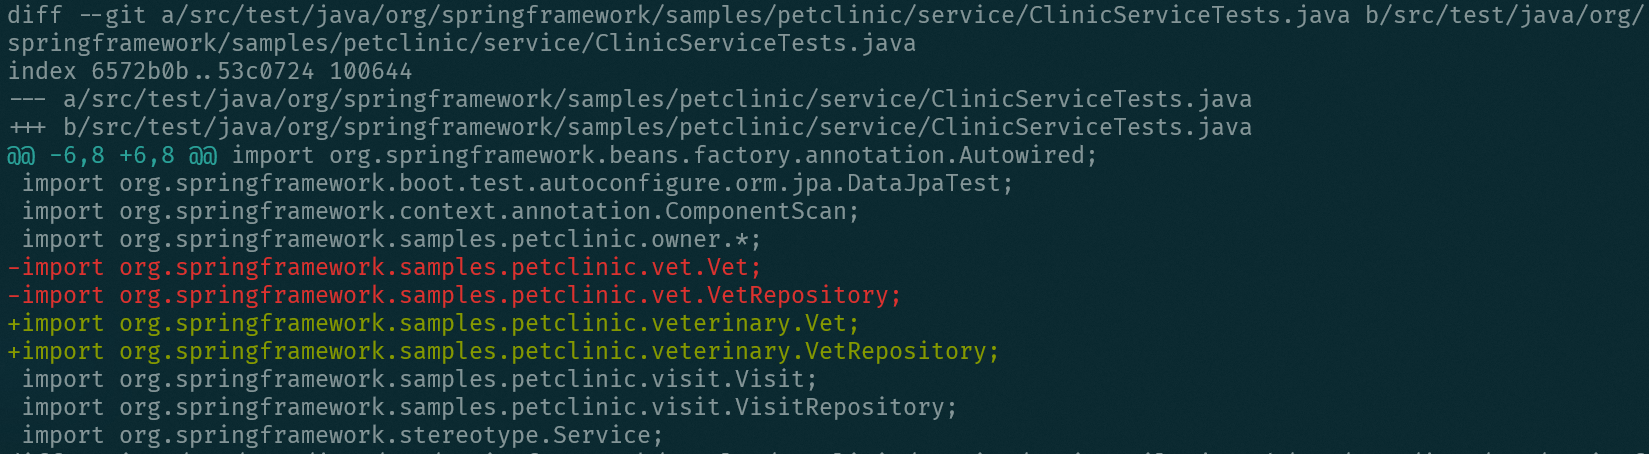 diff --git a/src/test/java/org/springframework/samples/petclinic/service/ClinicServiceTests.java b/src/test/java/org/
springframework/samples/petclinic/service/ClinicServiceTests.java
index 6572b0b..53c0724 100644
--- a/src/test/java/org/springframework/samples/petclinic/service/ClinicServiceTests.java
+++ b/src/test/java/org/springframework/samples/petclinic/service/ClinicServiceTests.java
@@ -6,8 +6,8 @@ import org.springframework.beans.factory.annotation.Autowired;
 import org.springframework.boot.test.autoconfigure.orm.jpa.DataJpaTest;
 import org.springframework.context.annotation.ComponentScan;
 import org.springframework.samples.petclinic.owner.*;
-import org.springframework.samples.petclinic.vet.Vet;
-import org.springframework.samples.petclinic.vet.VetRepository;
+import org.springframework.samples.petclinic.veterinary.Vet;
+import org.springframework.samples.petclinic.veterinary.VetRepository;
 import org.springframework.samples.petclinic.visit.Visit;
 import org.springframework.samples.petclinic.visit.VisitRepository;
 import org.springframework.stereotype.Service;